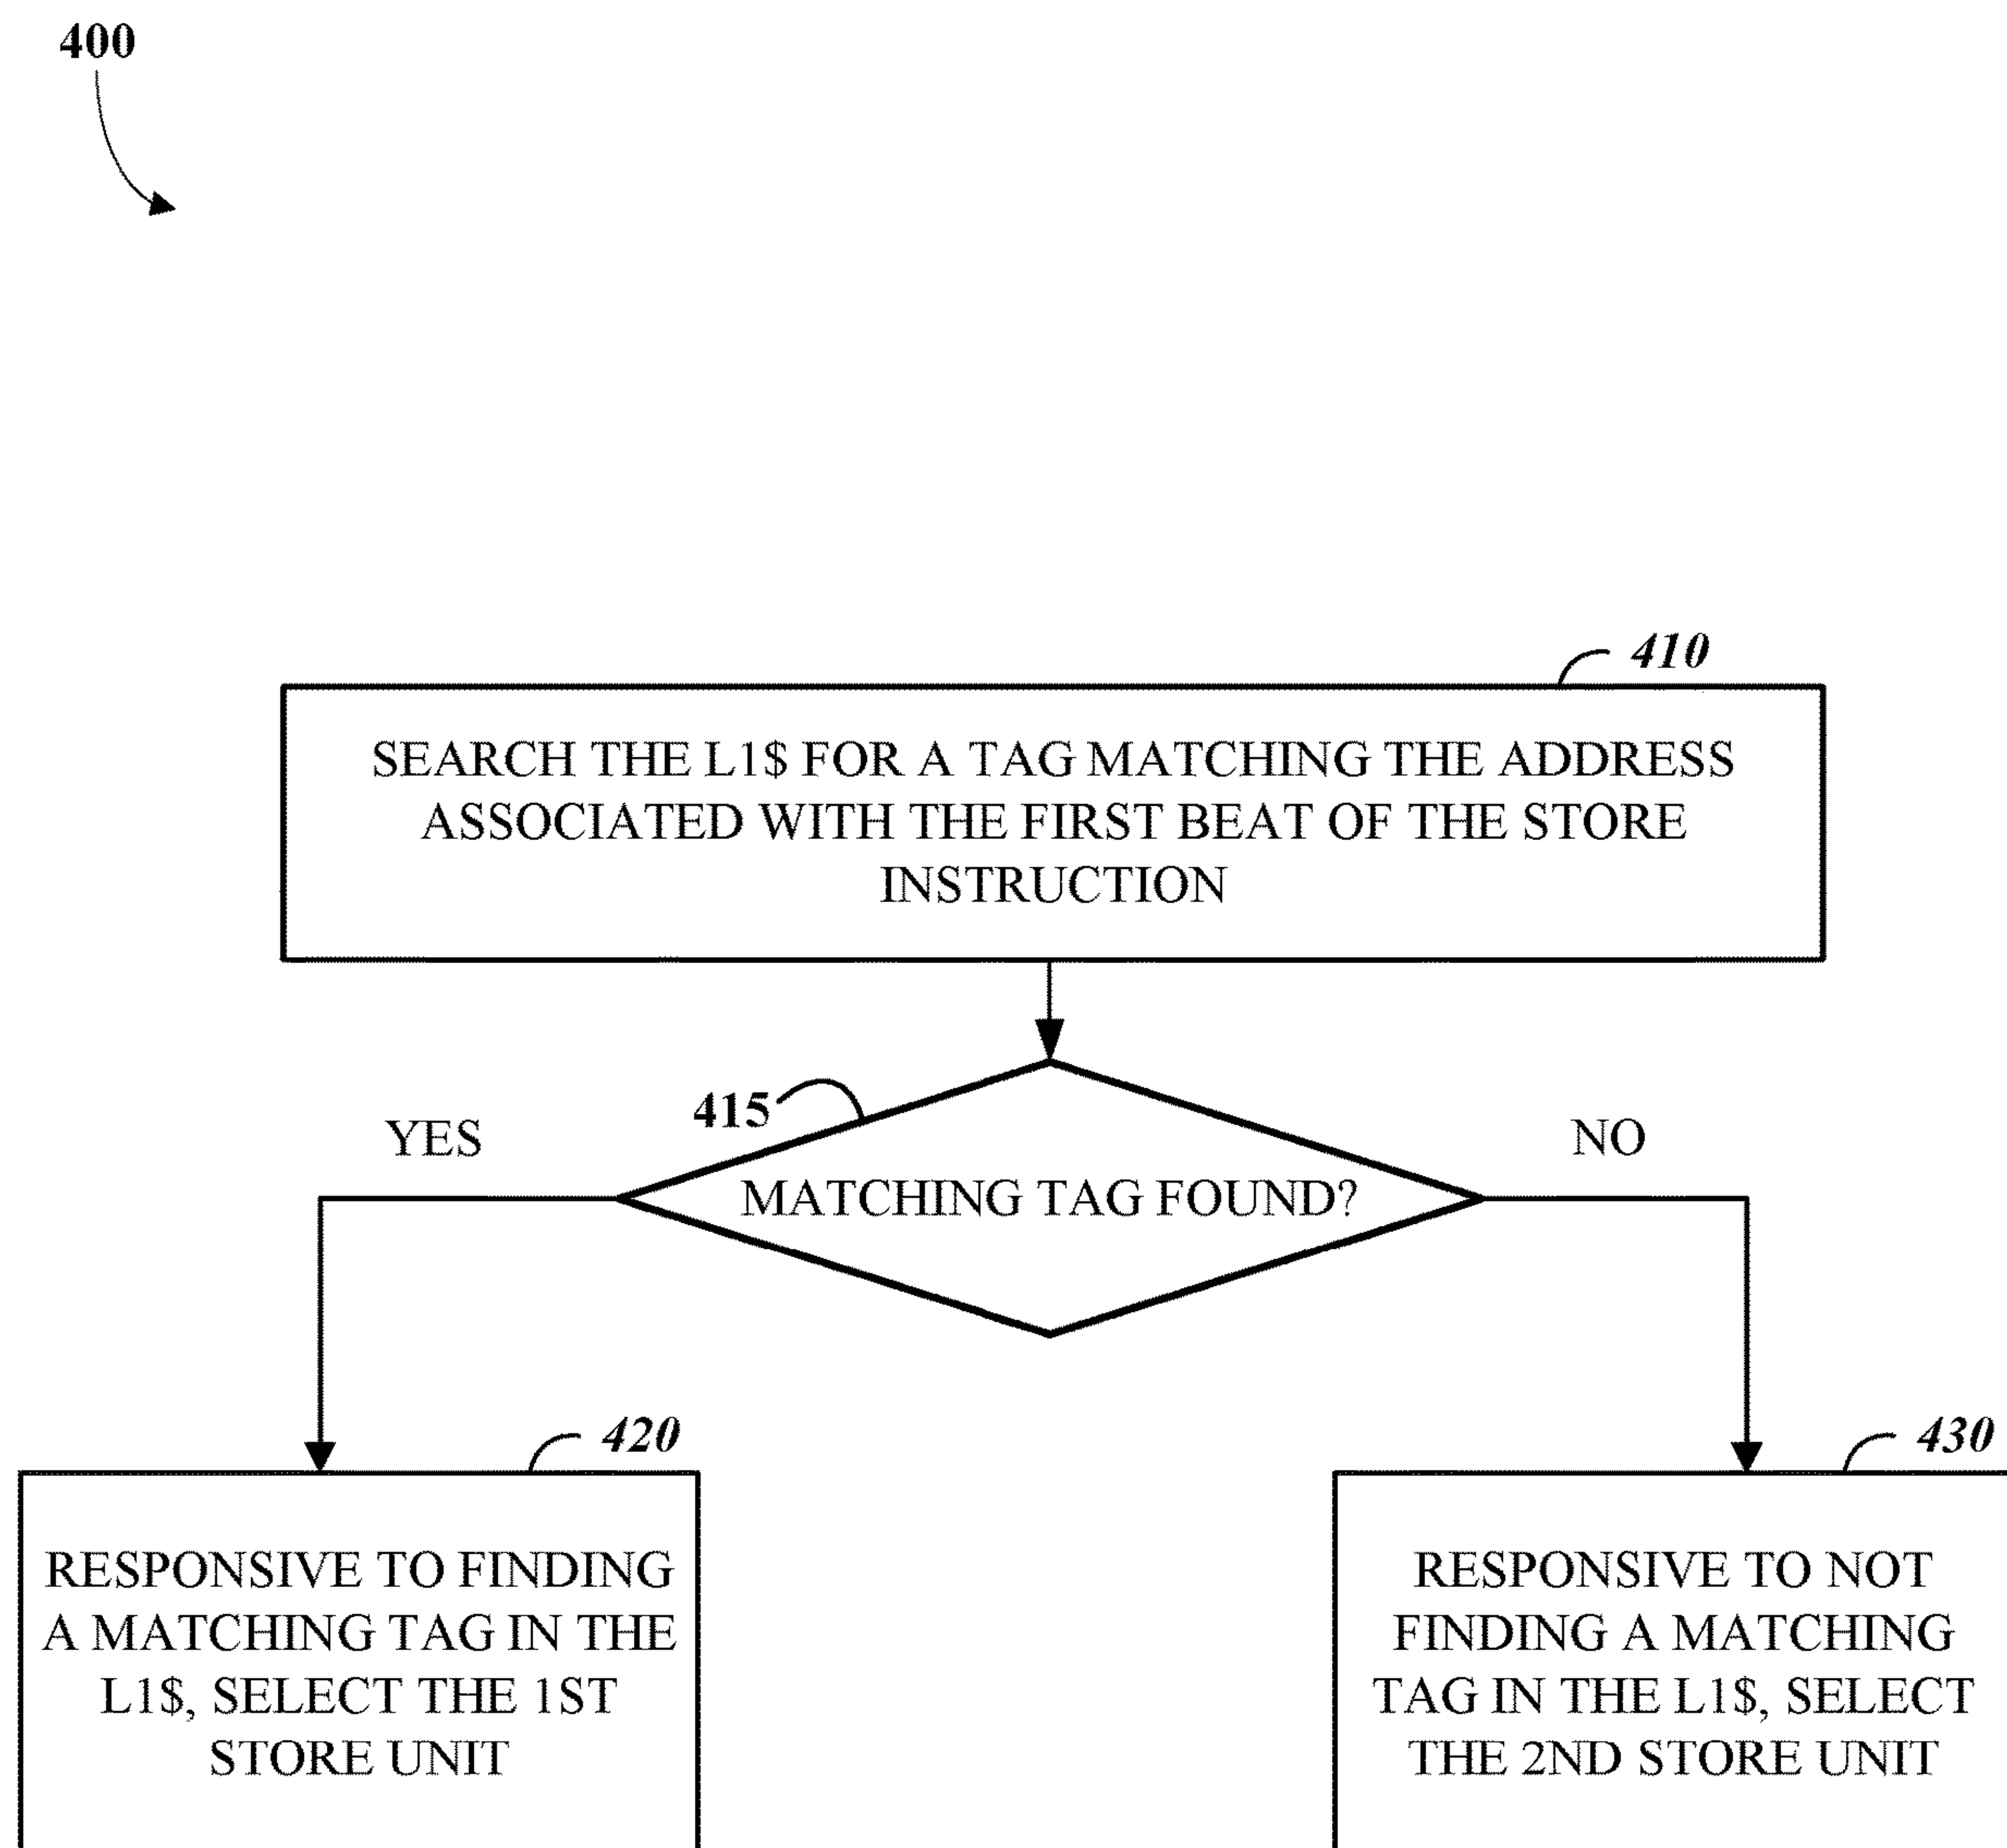 400
410
SEARCH THE L1$ FOR A TAG MATCHING THE ADDRESS
ASSOCIATED WITH THE FIRST BEAT OF THE STORE
INSTRUCTION
415
YES
NO
MATCHING TAG FOUND?
420
RESPONSIVE TO FINDING
A MATCHING TAG IN THE
L1$, SELECT THE 1ST
STORE UNIT
430
RESPONSIVE TO NOT
FINDING A MATCHING
TAG IN THE L1$, SELECT
THE 2ND STORE UNIT